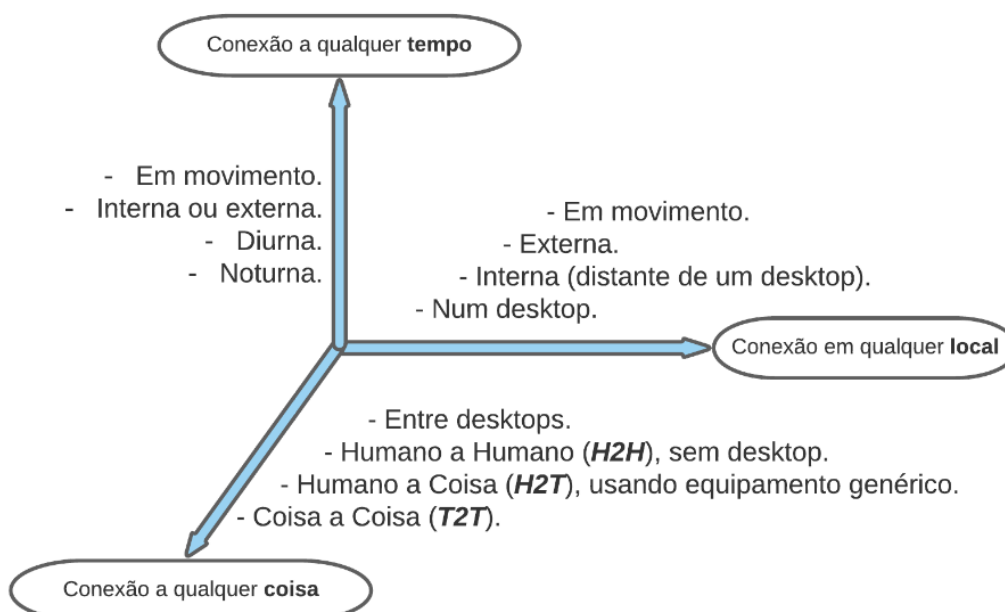 Conexão a qualquer tempo
- Em movimento.
- Interna ou externa.
- Diurna.
- Noturna.
- Em movimento.
- Externa.
- Interna (distante de um desktop).
- Num desktop.
Conexão em qualquer local
- Entre desktops.
- Humano a Humano (H2H), sem desktop.
- Humano a Coisa (H2T), usando equipamento genérico.
- Coisa a Coisa (T2T).
Conexão a qualquer coisa